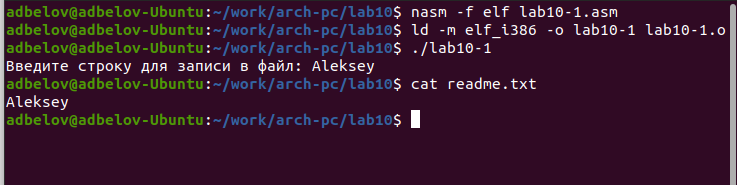 adbelov@adbelov-Ubuntu:~/work/arch-pc/lab10$ nasm -f elf lab10-1.asm
adbelov@adbelov-Ubuntu:~/work/arch-pc/lab10$ ld -m elf_i386 -o lab10-1 lab10-1.o
adbelov@adbelov-Ubuntu:~/work/arch-pc/lab10$ ./lab10-1
Введите строку для записи в файл: Aleksey
adbelov@adbelov-Ubuntu:~/work/arch-pc/lab10$ cat readme.txt
Aleksey
adbelov@adbelov-Ubuntu:~/work/arch-pc/lab10$